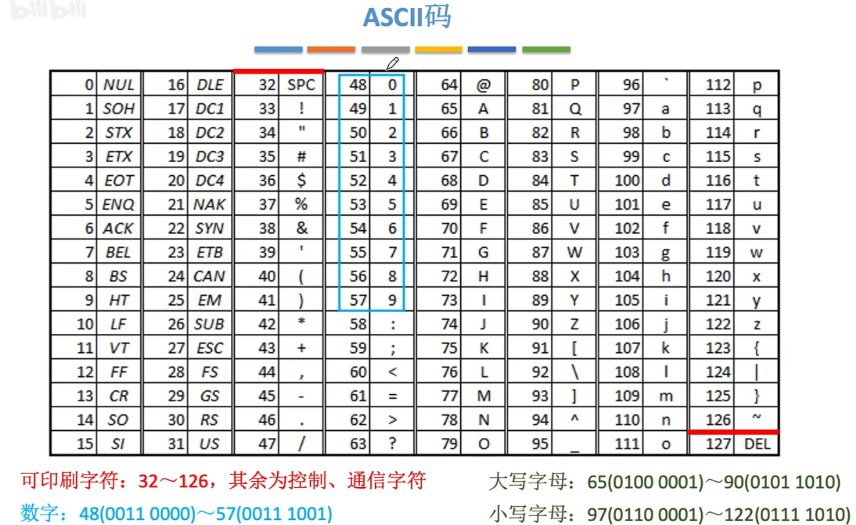 bilibili
ASCII码
0 NUL 16 DLE 32 SPC 48 0 64 @ 80 P 96 ` 112 p
1 SOH 17 DC1 33 ! 49 1 65 A 81 Q 97 a 113 q
2 STX 18 DC2 34 " 50 2 66 B 82 R 98 b 114 r
3 ETX 19 DC3 35 # 51 3 67 C 83 S 99 c 115 s
4 EOT 20 DC4 36 $ 52 4 68 D 84 T 100 d 116 t
5 ENQ 21 NAK 37 % 53 5 69 E 85 U 101 e 117 u
6 ACK 22 SYN 38 & 54 6 70 F 86 V 102 f 118 v
7 BEL 23 ETB 39 ' 55 7 71 G 87 W 103 g 119 w
8 BS 24 CAN 40 ( 56 8 72 H 88 X 104 h 120 x
9 HT 25 EM 41 ) 57 9 73 I 89 Y 105 i 121 y
10 LF 26 SUB 42 * 58 : 74 J 90 Z 106 j 122 z
11 VT 27 ESC 43 + 59 ; 75 K 91 [ 107 k 123 {
12 FF 28 FS 44 , 60 < 76 L 92 \ 108 l 124 |
13 CR 29 GS 45 - 61 = 77 M 93 ] 109 m 125 }
14 SO 30 RS 46 . 62 > 78 N 94 ^ 110 n 126 ~
15 SI 31 US 47 / 63 ? 79 O 95 _ 111 o 127 DEL
可印刷字符：32～126，其余为控制、通信字符
大写字母：65(0100 0001)～90(0101 1010)
数字：48(0011 0000)～57(0011 1001)
小写字母：97(0110 0001)～122(0111 1010)